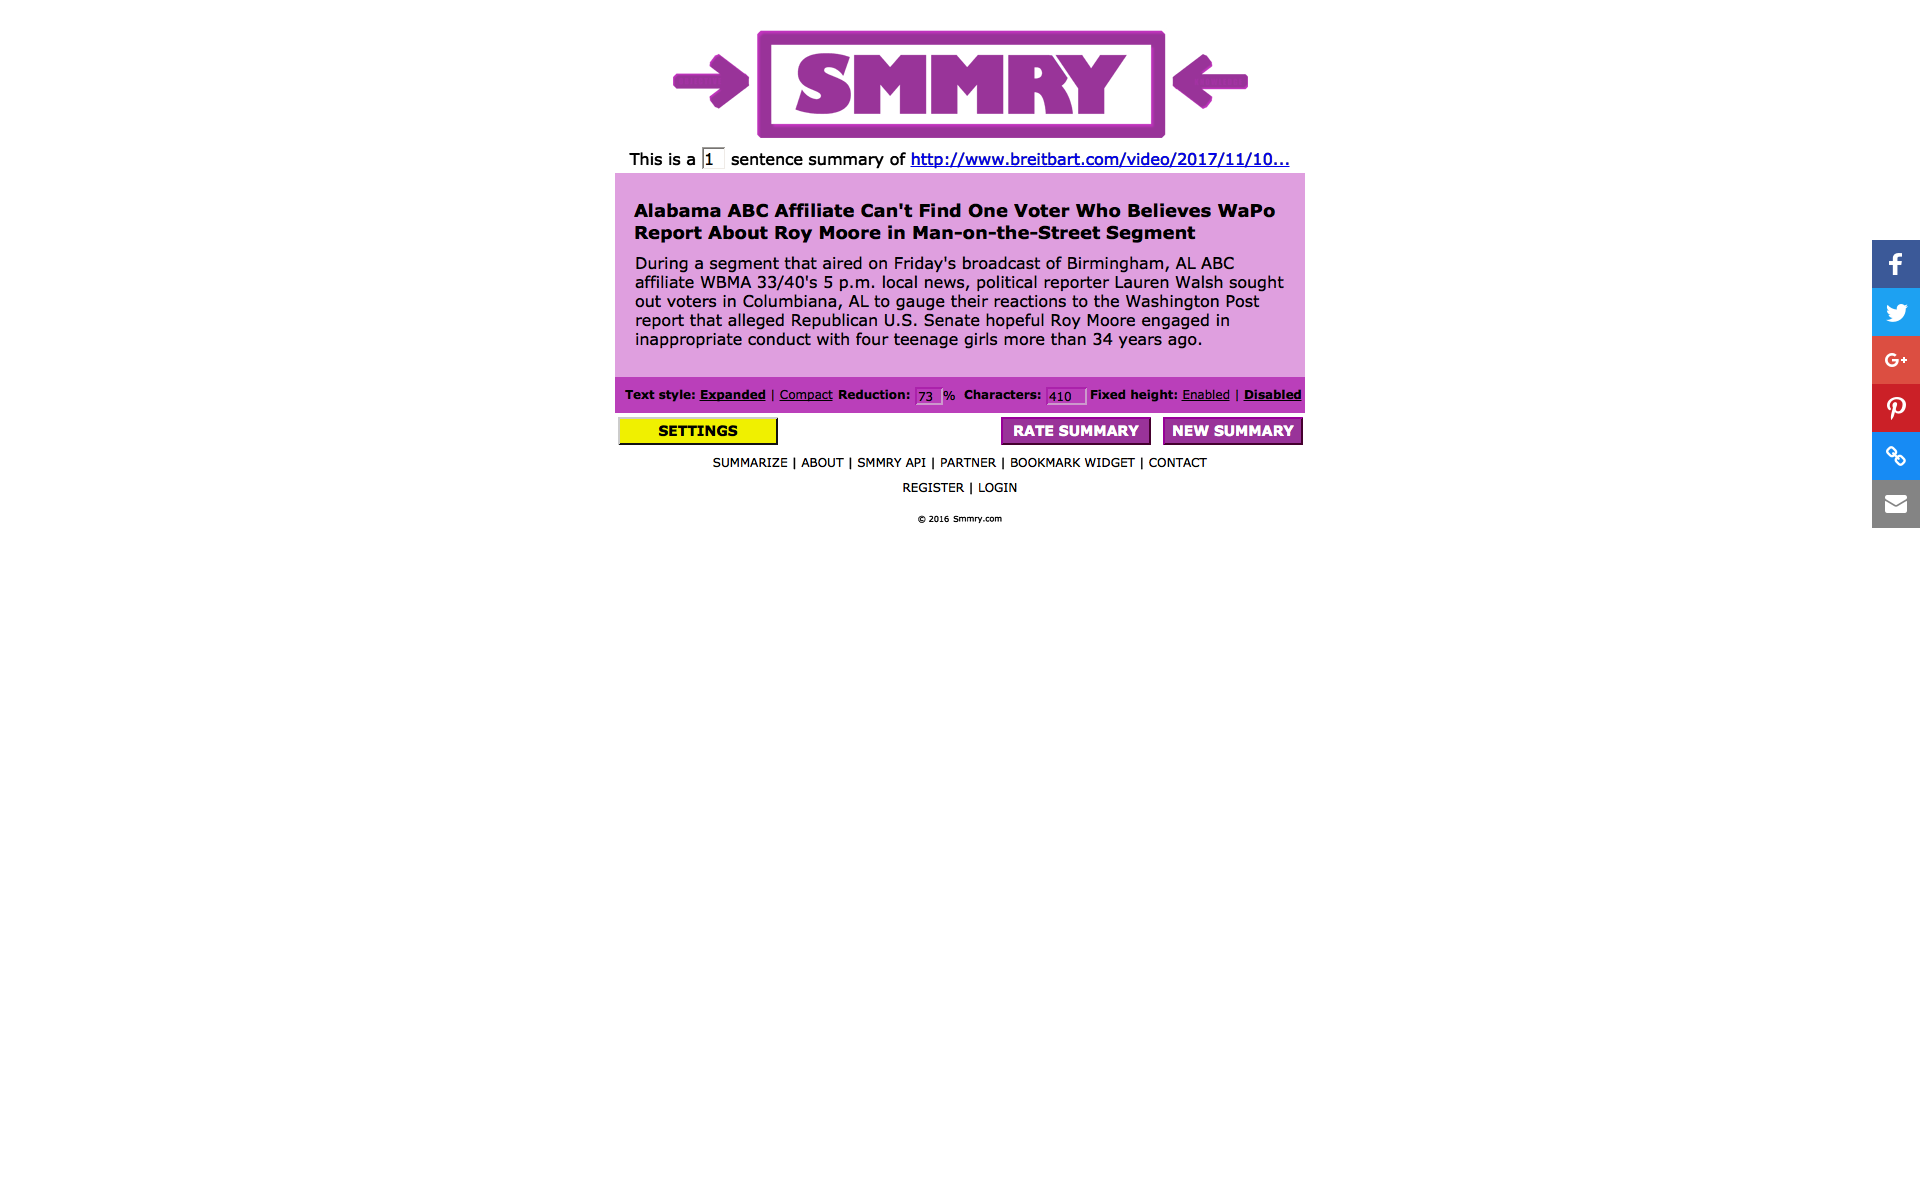 SMMRY
This is a 1 sentence summary of http://www.breitbart.com/video/2017/11/10...
Alabama ABC Affiliate Can't Find One Voter Who Believes WaPo
Report About Roy Moore in Man-on-the-Street Segment
During a segment that aired on Friday's broadcast of Birmingham, AL ABC
affiliate WBMA 33/40's 5 p.m. local news, political reporter Lauren Walsh sought
out voters in Columbiana, AL to gauge their reactions to the Washington Post
report that alleged Republican U.S. Senate hopeful Roy Moore engaged in
inappropriate conduct with four teenage girls more than 34 years ago.
Text style: Expanded | Compact Reduction: 73 % Characters: 410 Fixed height: Enabled | Disabled
SETTINGS RATE SUMMARY NEW SUMMARY
SUMMARIZE | ABOUT | SMMRY API | PARTNER | BOOKMARK WIDGET | CONTACT
REGISTER | LOGIN
© 2016 Smmry.com
G+